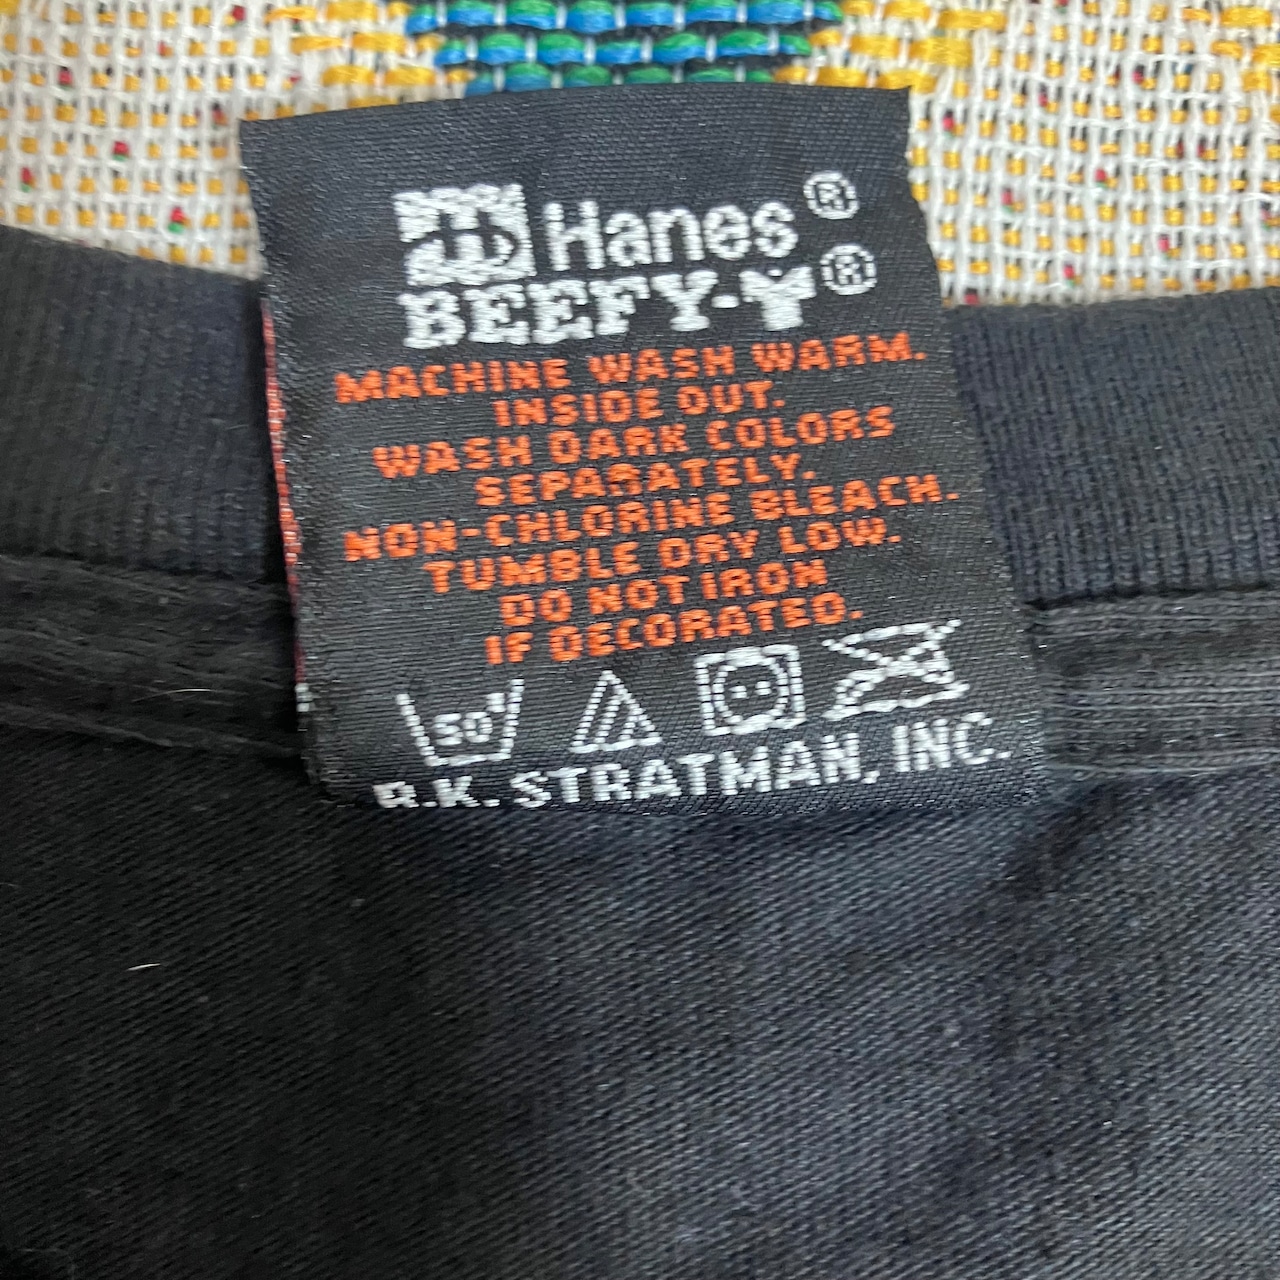 Hanes ®
BEEFY-T ®
MACHINE WASH WARM.
INSIDE OUT.
WASH DARK COLORS
SEPARATELY.
NON-CHLORINE BLEACH.
TUMBLE DRY LOW.
DO NOT IRON
IF DECORATED.
50°
R.K. STRATMAN, INC.